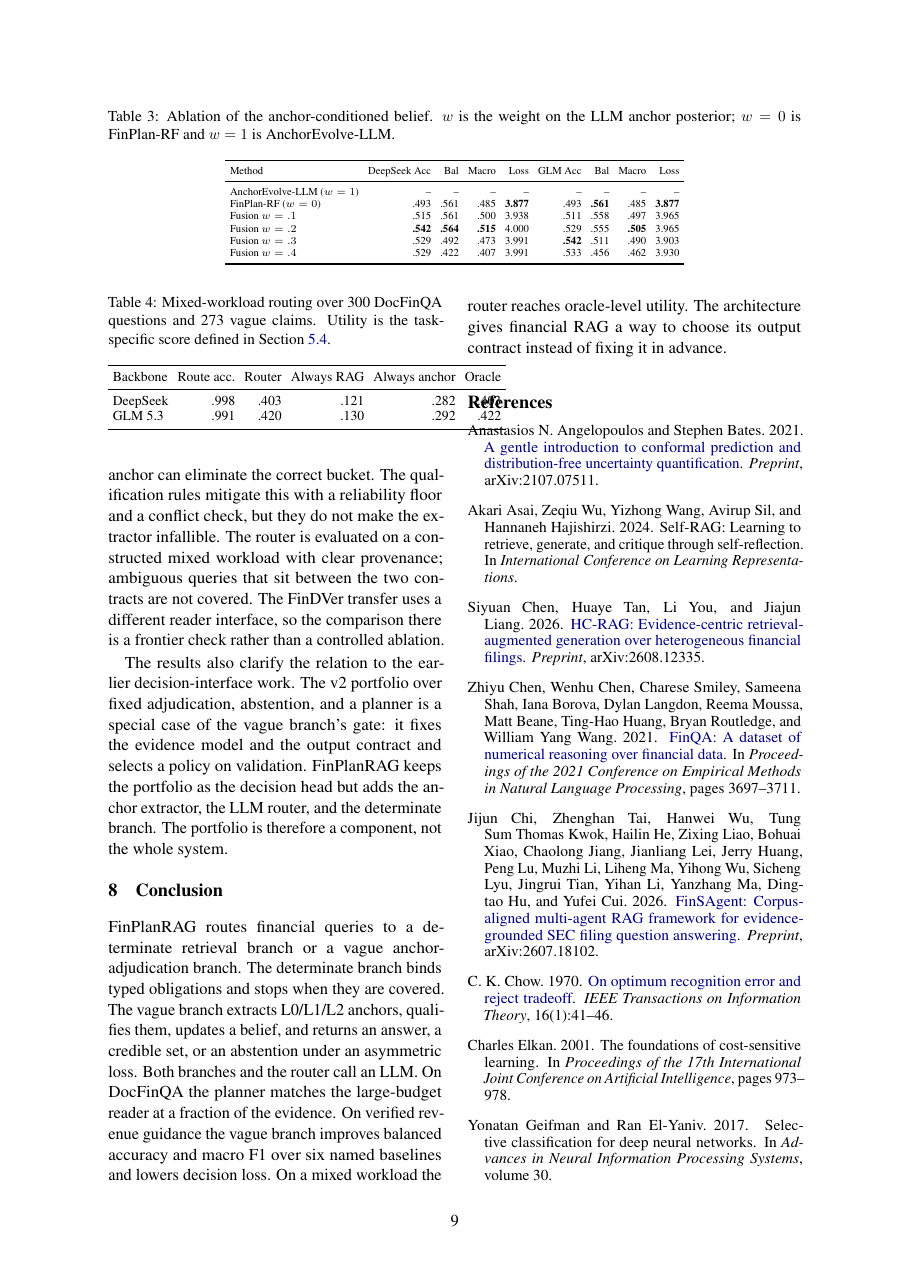 Table 3: Ablation of the anchor-conditioned belief. w is the weight on the LLM anchor posterior; w = 0 is
FinPlan-RF and w = 1 is AnchorEvolve-LLM.
Method DeepSeek Acc Bal Macro Loss GLM Acc Bal Macro Loss
AnchorEvolve-LLM (w = 1) – – – – – – – –
FinPlan-RF (w = 0) .493 .561 .485 3.877 .493 .561 .485 3.877
Fusion w = .1 .515 .561 .500 3.938 .511 .558 .497 3.965
Fusion w = .2 .542 .564 .515 4.000 .529 .555 .505 3.965
Fusion w = .3 .529 .492 .473 3.991 .542 .511 .490 3.903
Fusion w = .4 .529 .422 .407 3.991 .533 .456 .462 3.930
Table 4: Mixed-workload routing over 300 DocFinQA
questions and 273 vague claims. Utility is the task-
specific score defined in Section 5.4.
Backbone Route acc. Router Always RAG Always anchor Oracle
DeepSeek .998 .403 .121 .282
GLM 5.3 .991 .420 .130 .292 .422
anchor can eliminate the correct bucket. The qual-
ification rules mitigate this with a reliability floor
and a conflict check, but they do not make the ex-
tractor infallible. The router is evaluated on a con-
structed mixed workload with clear provenance;
ambiguous queries that sit between the two con-
tracts are not covered. The FinDVer transfer uses a
different reader interface, so the comparison there
is a frontier check rather than a controlled ablation.
The results also clarify the relation to the ear-
lier decision-interface work. The v2 portfolio over
fixed adjudication, abstention, and a planner is a
special case of the vague branch's gate: it fixes
the evidence model and the output contract and
selects a policy on validation. FinPlanRAG keeps
the portfolio as the decision head but adds the an-
chor extractor, the LLM router, and the determinate
branch. The portfolio is therefore a component, not
the whole system.
8 Conclusion
FinPlanRAG routes financial queries to a de-
terminate retrieval branch or a vague anchor-
adjudication branch. The determinate branch binds
typed obligations and stops when they are covered.
The vague branch extracts L0/L1/L2 anchors, quali-
fies them, updates a belief, and returns an answer, a
credible set, or an abstention under an asymmetric
loss. Both branches and the router call an LLM. On
DocFinQA the planner matches the large-budget
reader at a fraction of the evidence. On verified rev-
enue guidance the vague branch improves balanced
accuracy and macro F1 over six named baselines
and lowers decision loss. On a mixed workload the
router reaches oracle-level utility. The architecture
gives financial RAG a way to choose its output
contract instead of fixing it in advance.
References
Anastasios N. Angelopoulos and Stephen Bates. 2021.
A gentle introduction to conformal prediction and
distribution-free uncertainty quantification. Preprint,
arXiv:2107.07511.
Akari Asai, Zeqiu Wu, Yizhong Wang, Avirup Sil, and
Hannaneh Hajishirzi. 2024. Self-RAG: Learning to
retrieve, generate, and critique through self-reflection.
In International Conference on Learning Representa-
tions.
Siyuan Chen, Huaye Tan, Li You, and Jiajun
Liang. 2026. HC-RAG: Evidence-centric retrieval-
augmented generation over heterogeneous financial
filings. Preprint, arXiv:2608.12335.
Zhiyu Chen, Wenhu Chen, Charese Smiley, Sameena
Shah, Iana Borova, Dylan Langdon, Reema Moussa,
Matt Beane, Ting-Hao Huang, Bryan Routledge, and
William Yang Wang. 2021. FinQA: A dataset of
numerical reasoning over financial data. In Proceed-
ings of the 2021 Conference on Empirical Methods
in Natural Language Processing, pages 3697–3711.
Jijun Chi, Zhenghan Tai, Hanwei Wu, Tung
Sum Thomas Kwok, Hailin He, Zixing Liao, Bohuai
Xiao, Chaolong Jiang, Jianliang Lei, Jerry Huang,
Peng Lu, Muzhi Li, Liheng Ma, Yihong Wu, Sicheng
Lyu, Jingrui Tian, Yihan Li, Yanzhang Ma, Ding-
tao Hu, and Yufei Cui. 2026. FinSAgent: Corpus-
aligned multi-agent RAG framework for evidence-
grounded SEC filing question answering. Preprint,
arXiv:2607.18102.
C. K. Chow. 1970. On optimum recognition error and
reject tradeoff. IEEE Transactions on Information
Theory, 16(1):41–46.
Charles Elkan. 2001. The foundations of cost-sensitive
learning. In Proceedings of the 17th International
Joint Conference on Artificial Intelligence, pages 973–
978.
Yonatan Geifman and Ran El-Yaniv. 2017. Selec-
tive classification for deep neural networks. In Ad-
vances in Neural Information Processing Systems,
volume 30.
9